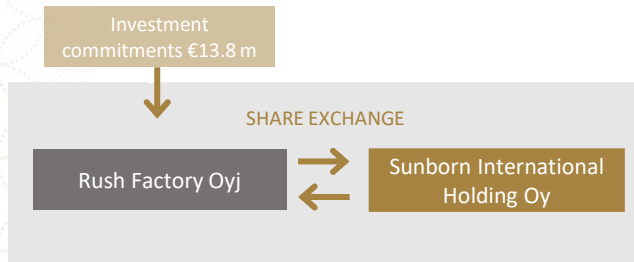 Investment
commitments €13.8 m
SHARE EXCHANGE
Rush Factory Oyj
Sunborn International
Holding Oy